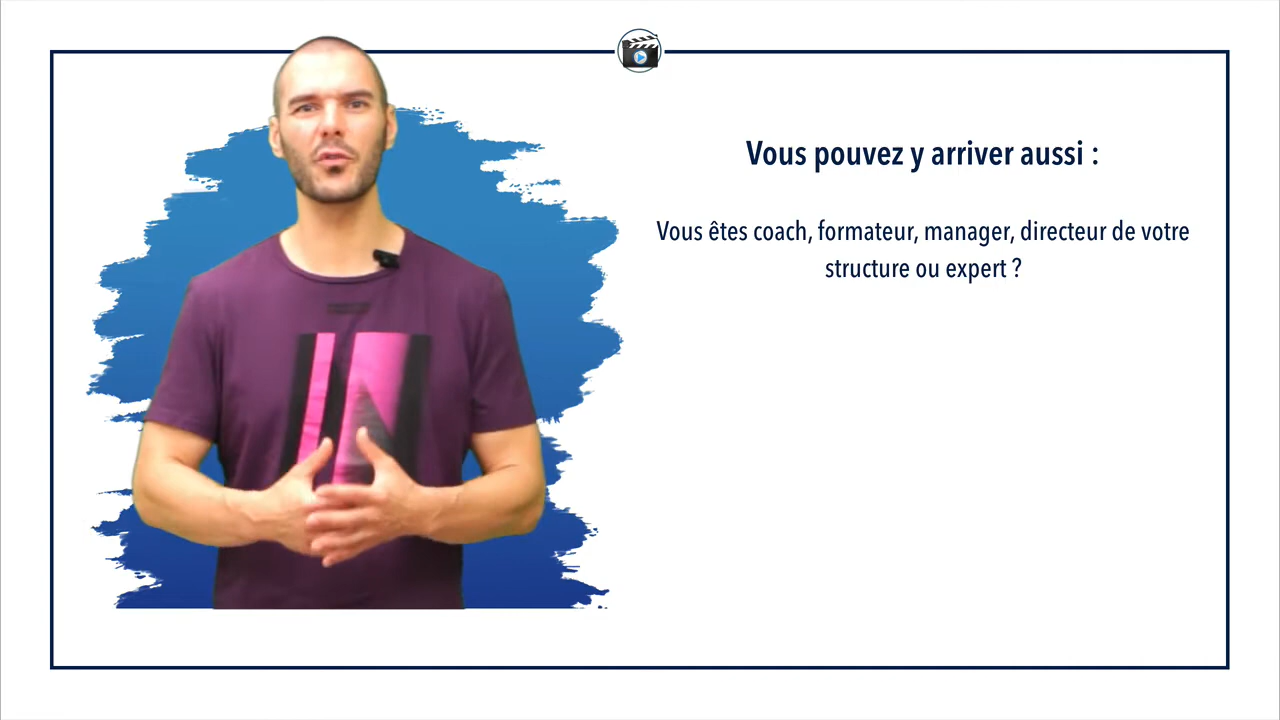 Vous pouvez y arriver aussi :
Vous êtes coach, formateur, manager, directeur de votre
structure ou expert ?